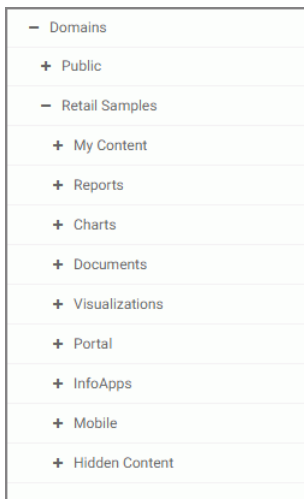 Domains
Public
Retail Samples
My Content
Reports
Charts
Documents
Visualizations
Portal
InfoApps
Mobile
Hidden Content